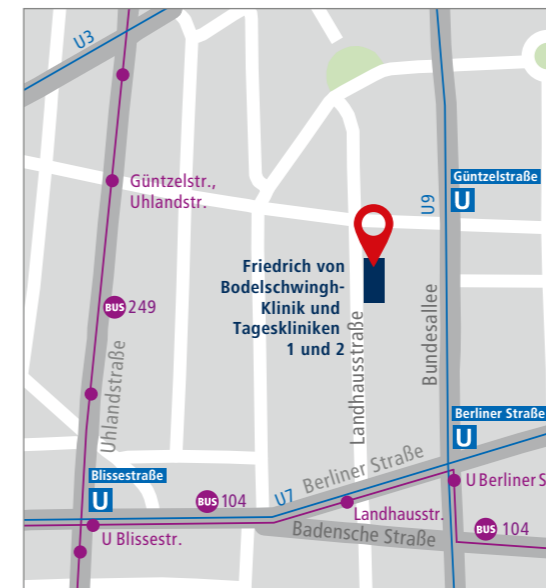 U3
Güntzelstr.,
Uhlandstr.
Güntzelstraße
U
U9
Friedrich von
Bodelschwingh-
Klinik und
Tageskliniken
1 und 2
BUS 249
Uhlandstraße
Landhausstraße
Bundesallee
Berliner Straße
U
Blissestraße
U
BUS 104
U7
Berliner Straße
U Berliner S
Landhausstr.
U Blissestr.
Badensche Straße
BUS 104